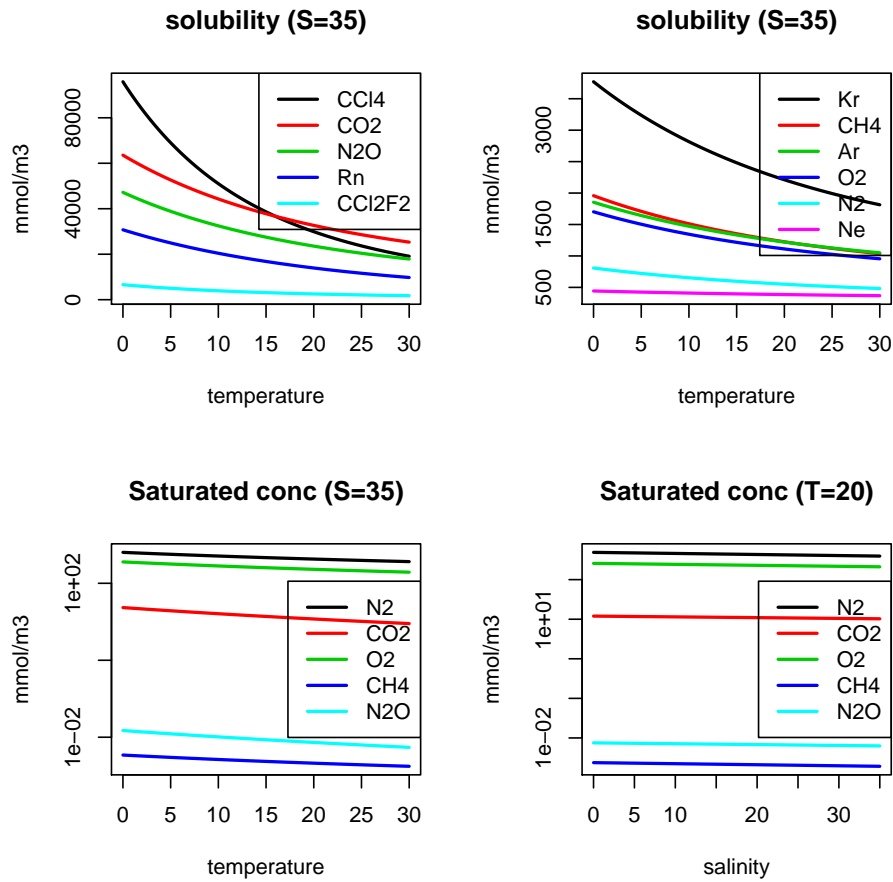 solubility (S=35)
mmol/m3
0
40000
80000
CCl4
CO2
N2O
Rn
CCl2F2
0 5 10 15 20 25 30
temperature
solubility (S=35)
mmol/m3
500
1500
3000
Kr
CH4
Ar
O2
N2
Ne
0 5 10 15 20 25 30
temperature
Saturated conc (S=35)
mmol/m3
1e−02
1e+02
N2
CO2
O2
CH4
N2O
0 5 10 15 20 25 30
temperature
Saturated conc (T=20)
mmol/m3
1e−02
1e+01
N2
CO2
O2
CH4
N2O
0 5 10 20 30
salinity